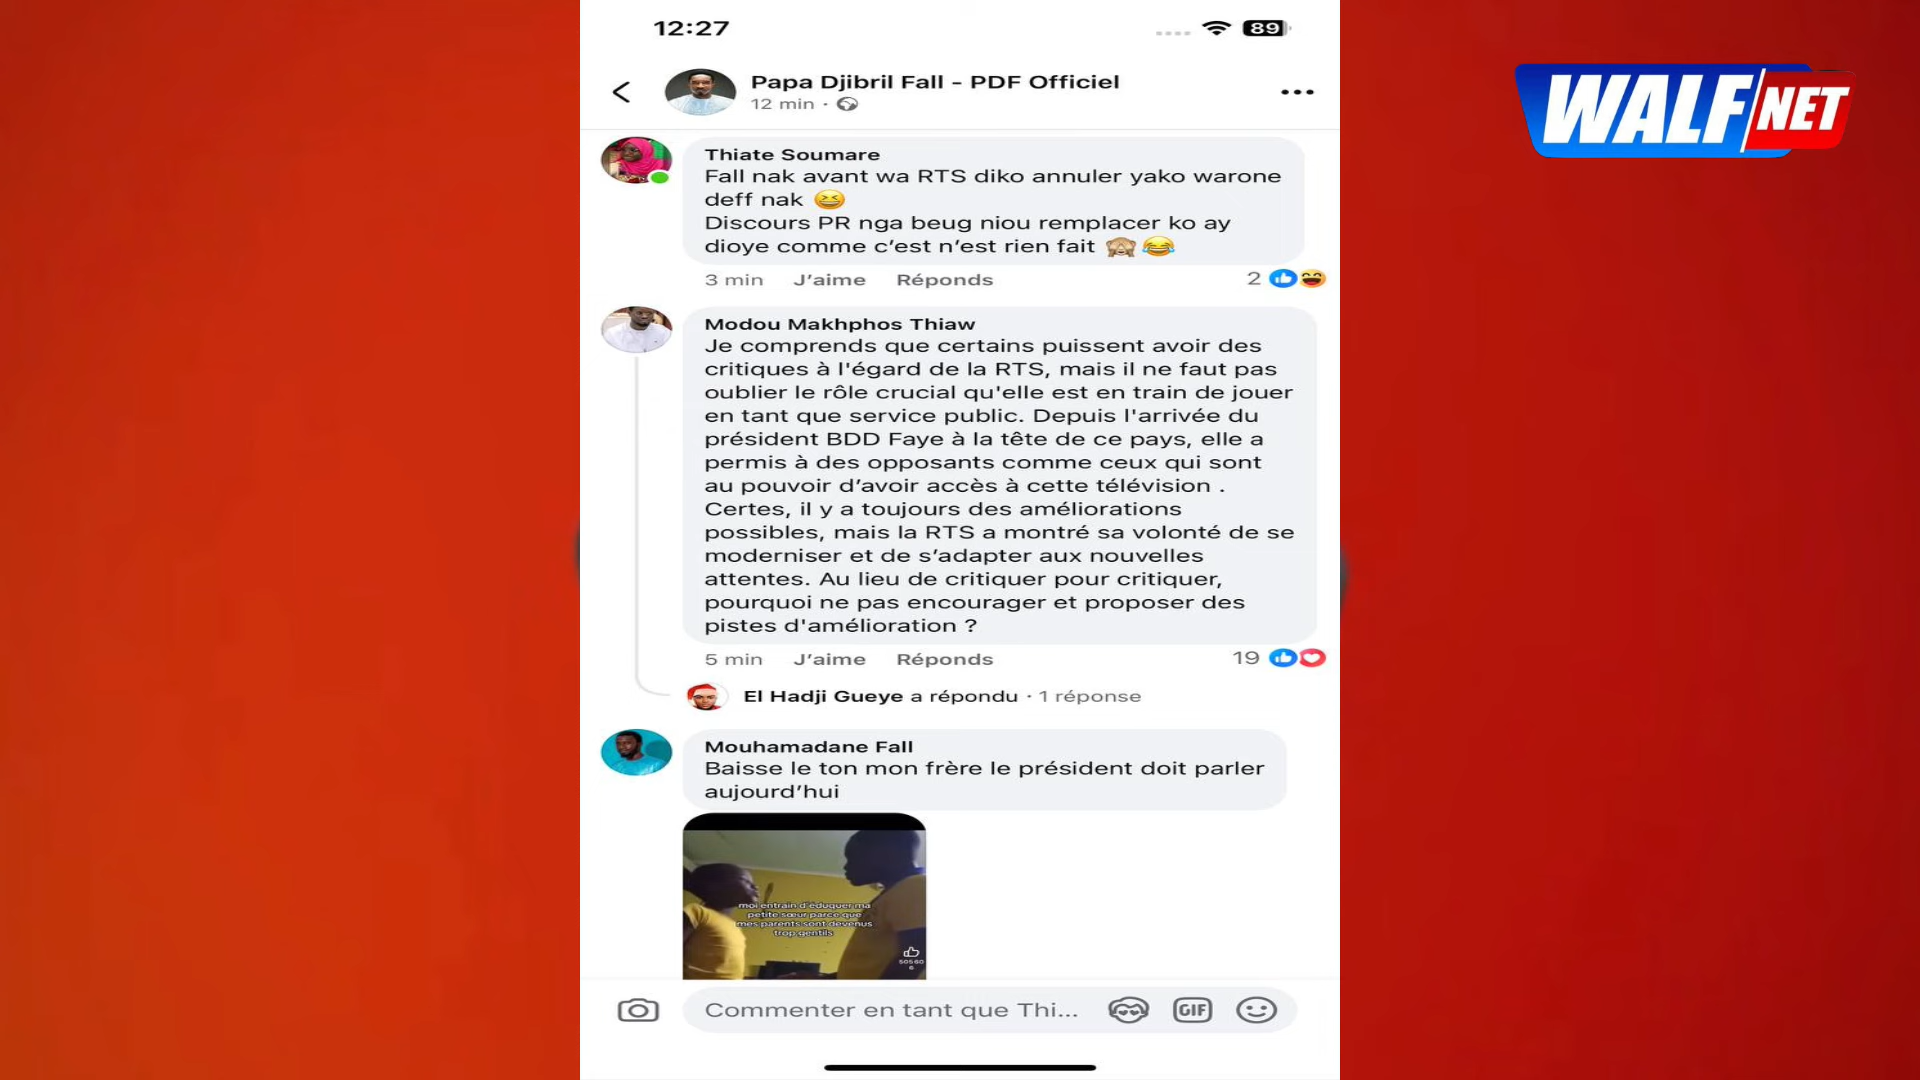 12:27
89
WALF NET
Papa Djibril Fall - PDF Officiel
12 min ·
Thiate Soumare
Fall nak avant wa RTS diko annuler yako warone
deff nak 😆
Discours PR nga beug niou remplacer ko ay
dioye comme c’est n’est rien fait 🙈😂
3 min J’aime Réponds 2
Modou Makhphos Thiaw
Je comprends que certains puissent avoir des
critiques à l'égard de la RTS, mais il ne faut pas
oublier le rôle crucial qu'elle est en train de jouer
en tant que service public. Depuis l'arrivée du
président BDD Faye à la tête de ce pays, elle a
permis à des opposants comme ceux qui sont
au pouvoir d’avoir accès à cette télévision .
Certes, il y a toujours des améliorations
possibles, mais la RTS a montré sa volonté de se
moderniser et de s’adapter aux nouvelles
attentes. Au lieu de critiquer pour critiquer,
pourquoi ne pas encourager et proposer des
pistes d'amélioration ?
5 min J’aime Réponds 19
El Hadji Gueye a répondu · 1 réponse
Mouhamadane Fall
Baisse le ton mon frère le président doit parler
aujourd’hui
moi entrain d'éduquer ma
petite sœur parce que
mes parents sont devenus
trop gentils
Commenter en tant que Thi...
GIF